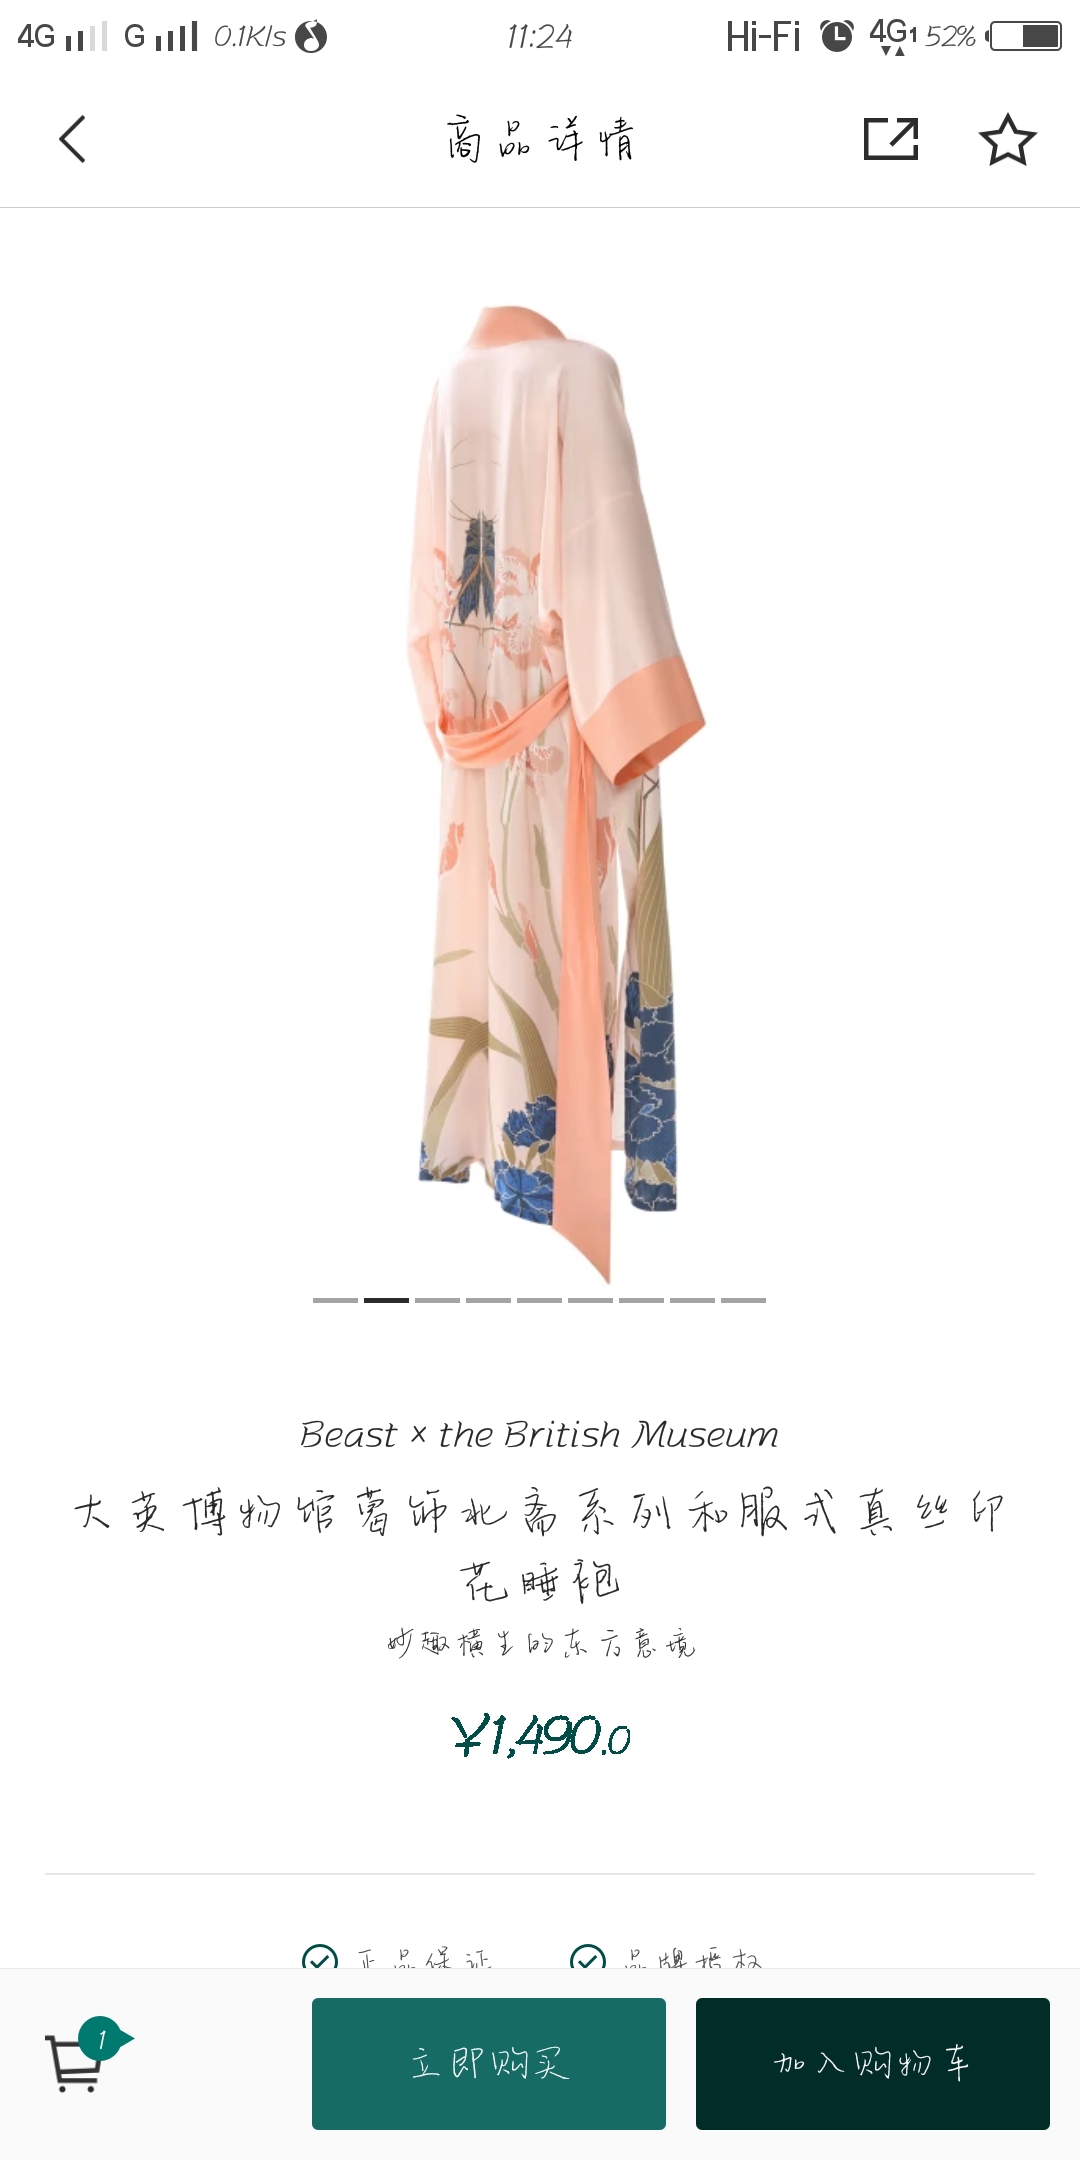 4G G 0.1K/s 11:24 Hi-Fi 4G1 52%
商品详情
Beast × the British Museum
大英博物馆葛饰北斋系列和服式真丝印
花睡袍
妙趣横生的东方意境
¥1,490.0
正品保证 品牌授权
1
立即购买 加入购物车